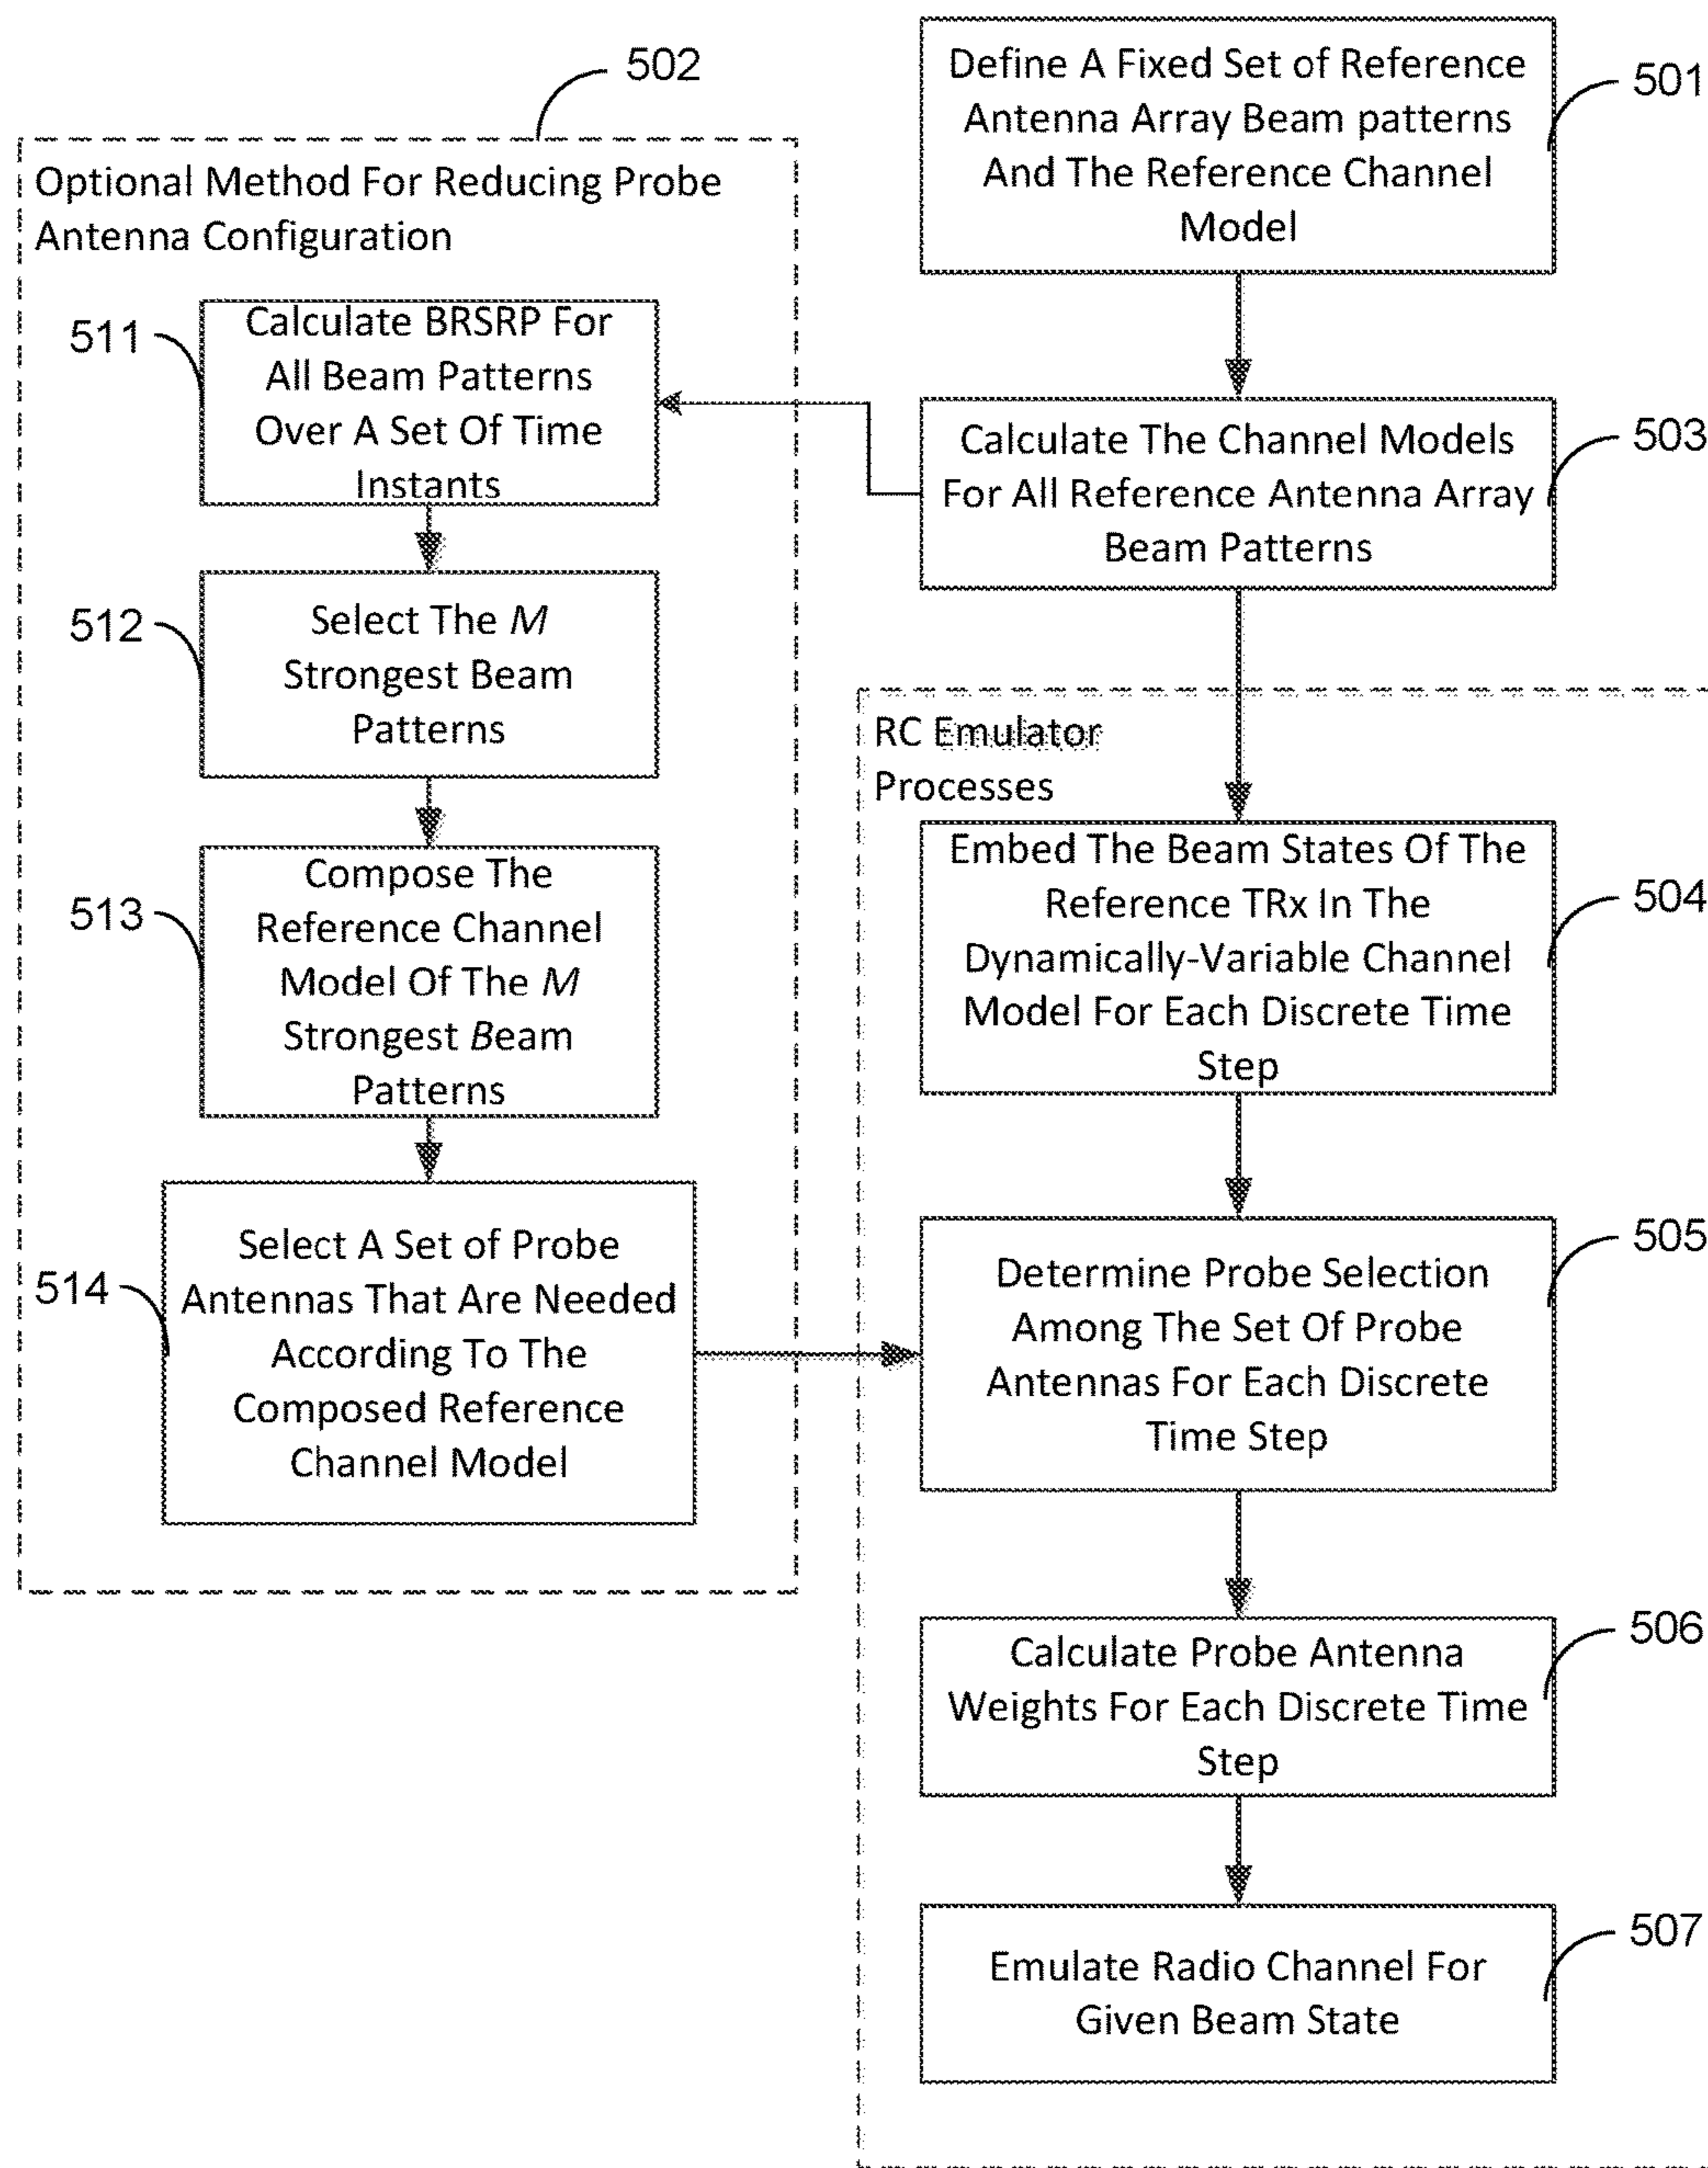 502
Define A Fixed Set of Reference
Antenna Array Beam patterns
And The Reference Channel
Model
501
Optional Method For Reducing Probe
Antenna Configuration
511
Calculate BRSRP For
All Beam Patterns
Over A Set Of Time
Instants
Calculate The Channel Models
For All Reference Antenna Array
Beam Patterns
503
512
Select The M
Strongest Beam
Patterns
RC Emulator
Processes
513
Compose The
Reference Channel
Model Of The M
Strongest Beam
Patterns
Embed The Beam States Of The
Reference TRx In The
Dynamically-Variable Channel
Model For Each Discrete Time
Step
504
514
Select A Set of Probe
Antennas That Are Needed
According To The
Composed Reference
Channel Model
Determine Probe Selection
Among The Set Of Probe
Antennas For Each Discrete
Time Step
505
Calculate Probe Antenna
Weights For Each Discrete Time
Step
506
Emulate Radio Channel For
Given Beam State
507